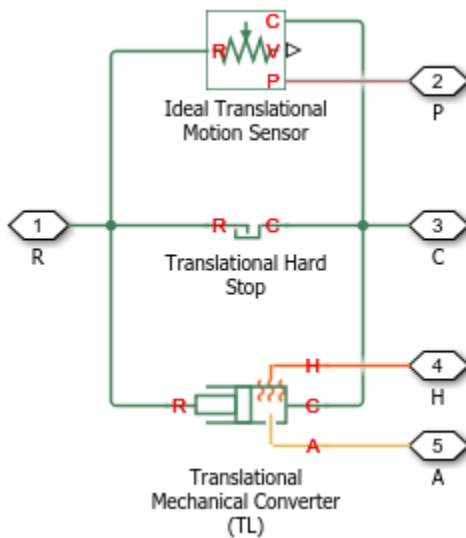 C
R V
P
2
P
Ideal Translational
Motion Sensor
1
R
R C
3
C
Translational Hard
Stop
H
4
H
R C
A
5
A
Translational
Mechanical Converter
(TL)